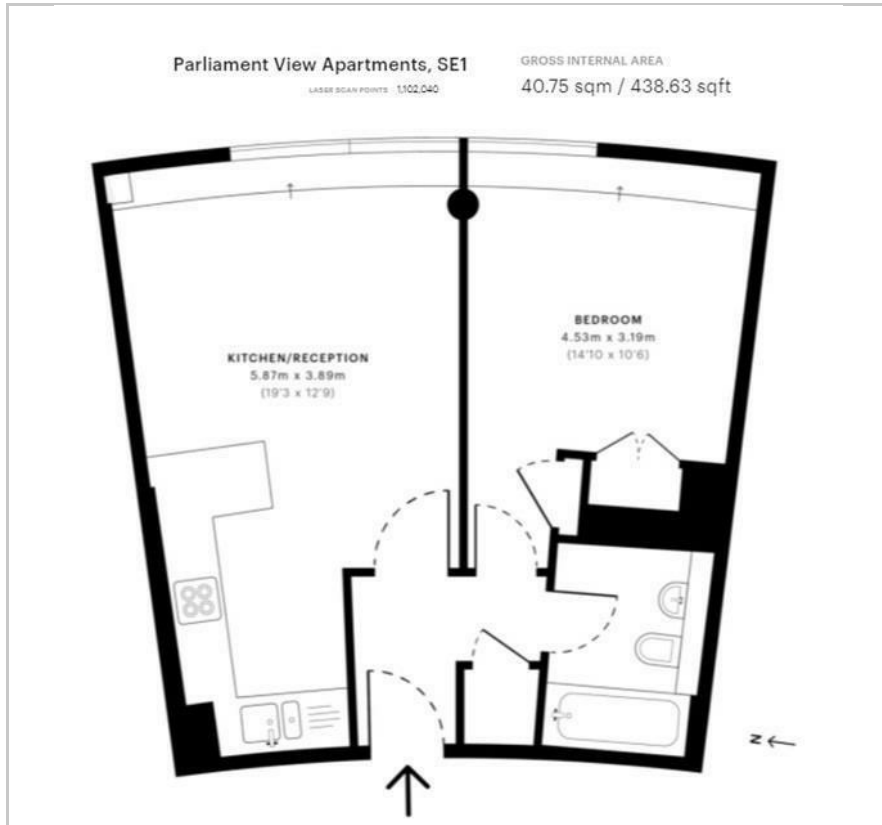 Parliament View Apartments, SE1
LASER SCAN POINTS 1,102,040
GROSS INTERNAL AREA
40.75 sqm / 438.63 sqft
BEDROOM
4.53m x 3.19m
(14'10 x 10'6)
KITCHEN/RECEPTION
5.87m x 3.89m
(19'3 x 12'9)
N